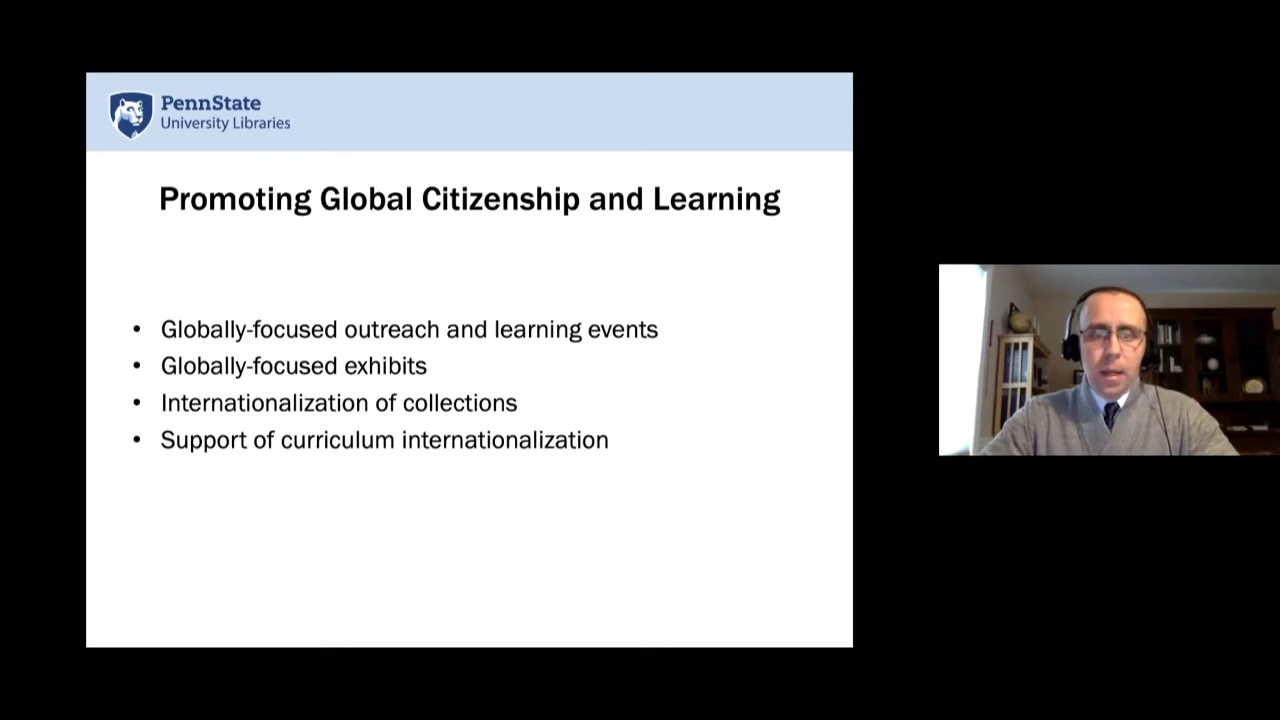 PennState
University Libraries
Promoting Global Citizenship and Learning
• Globally-focused outreach and learning events
• Globally-focused exhibits
• Internationalization of collections
• Support of curriculum internationalization